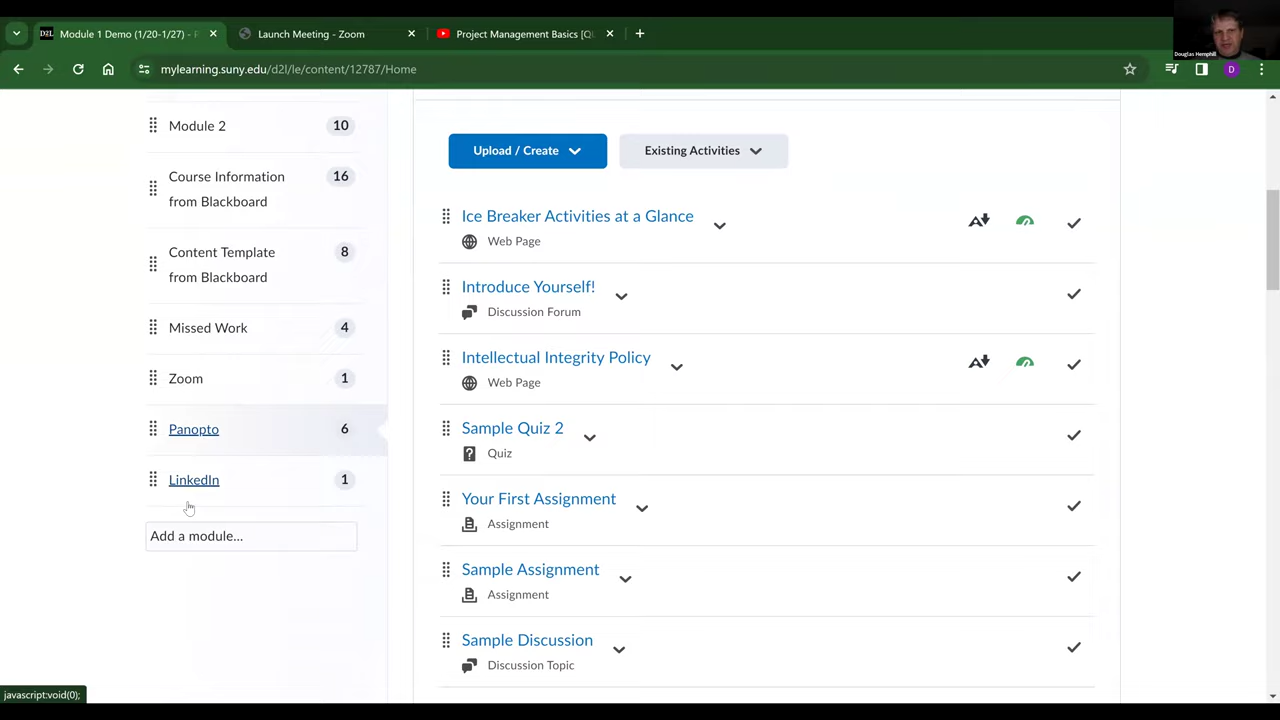 D2L Module 1 Demo (1/20-1/27) - P
Launch Meeting - Zoom
Project Management Basics [QU
Douglas Hemphill
mylearning.suny.edu/d2l/le/content/12787/Home
D
Module 2 10
Course Information 16
from Blackboard
Content Template 8
from Blackboard
Missed Work 4
Zoom 1
Panopto 6
LinkedIn 1
Add a module...
Upload / Create
Existing Activities
Ice Breaker Activities at a Glance
Web Page
Introduce Yourself!
Discussion Forum
Intellectual Integrity Policy
Web Page
Sample Quiz 2
Quiz
Your First Assignment
Assignment
Sample Assignment
Assignment
Sample Discussion
Discussion Topic
javascript:void(0);